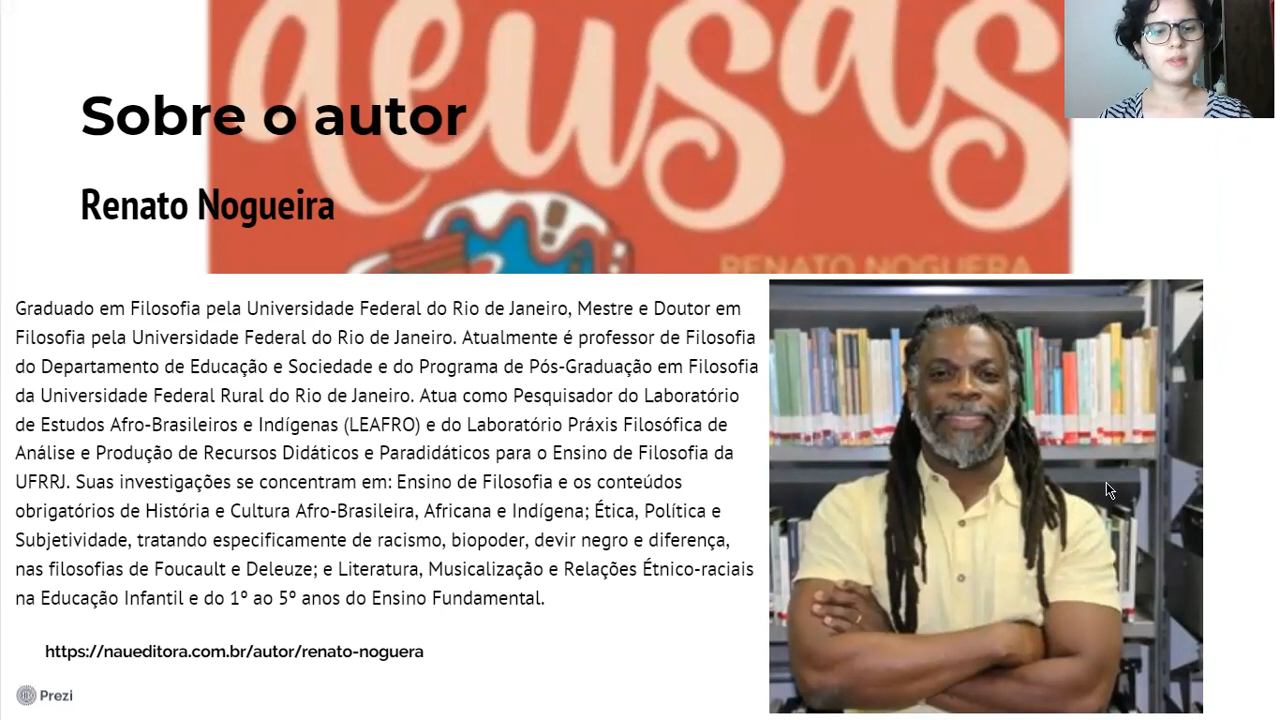 deusas
Sobre o autor
Renato Nogueira
RENATO NOGUERA
Graduado em Filosofia pela Universidade Federal do Rio de Janeiro, Mestre e Doutor em
Filosofia pela Universidade Federal do Rio de Janeiro. Atualmente é professor de Filosofia
do Departamento de Educação e Sociedade e do Programa de Pós-Graduação em Filosofia
da Universidade Federal Rural do Rio de Janeiro. Atua como Pesquisador do Laboratório
de Estudos Afro-Brasileiros e Indígenas (LEAFRO) e do Laboratório Práxis Filosófica de
Análise e Produção de Recursos Didáticos e Paradidáticos para o Ensino de Filosofia da
UFRRJ. Suas investigações se concentram em: Ensino de Filosofia e os conteúdos
obrigatórios de História e Cultura Afro-Brasileira, Africana e Indígena; Ética, Política e
Subjetividade, tratando especificamente de racismo, biopoder, devir negro e diferença,
nas filosofias de Foucault e Deleuze; e Literatura, Musicalização e Relações Étnico-raciais
na Educação Infantil e do 1º ao 5º anos do Ensino Fundamental.
https://naueditora.com.br/autor/renato-noguera
Prezi